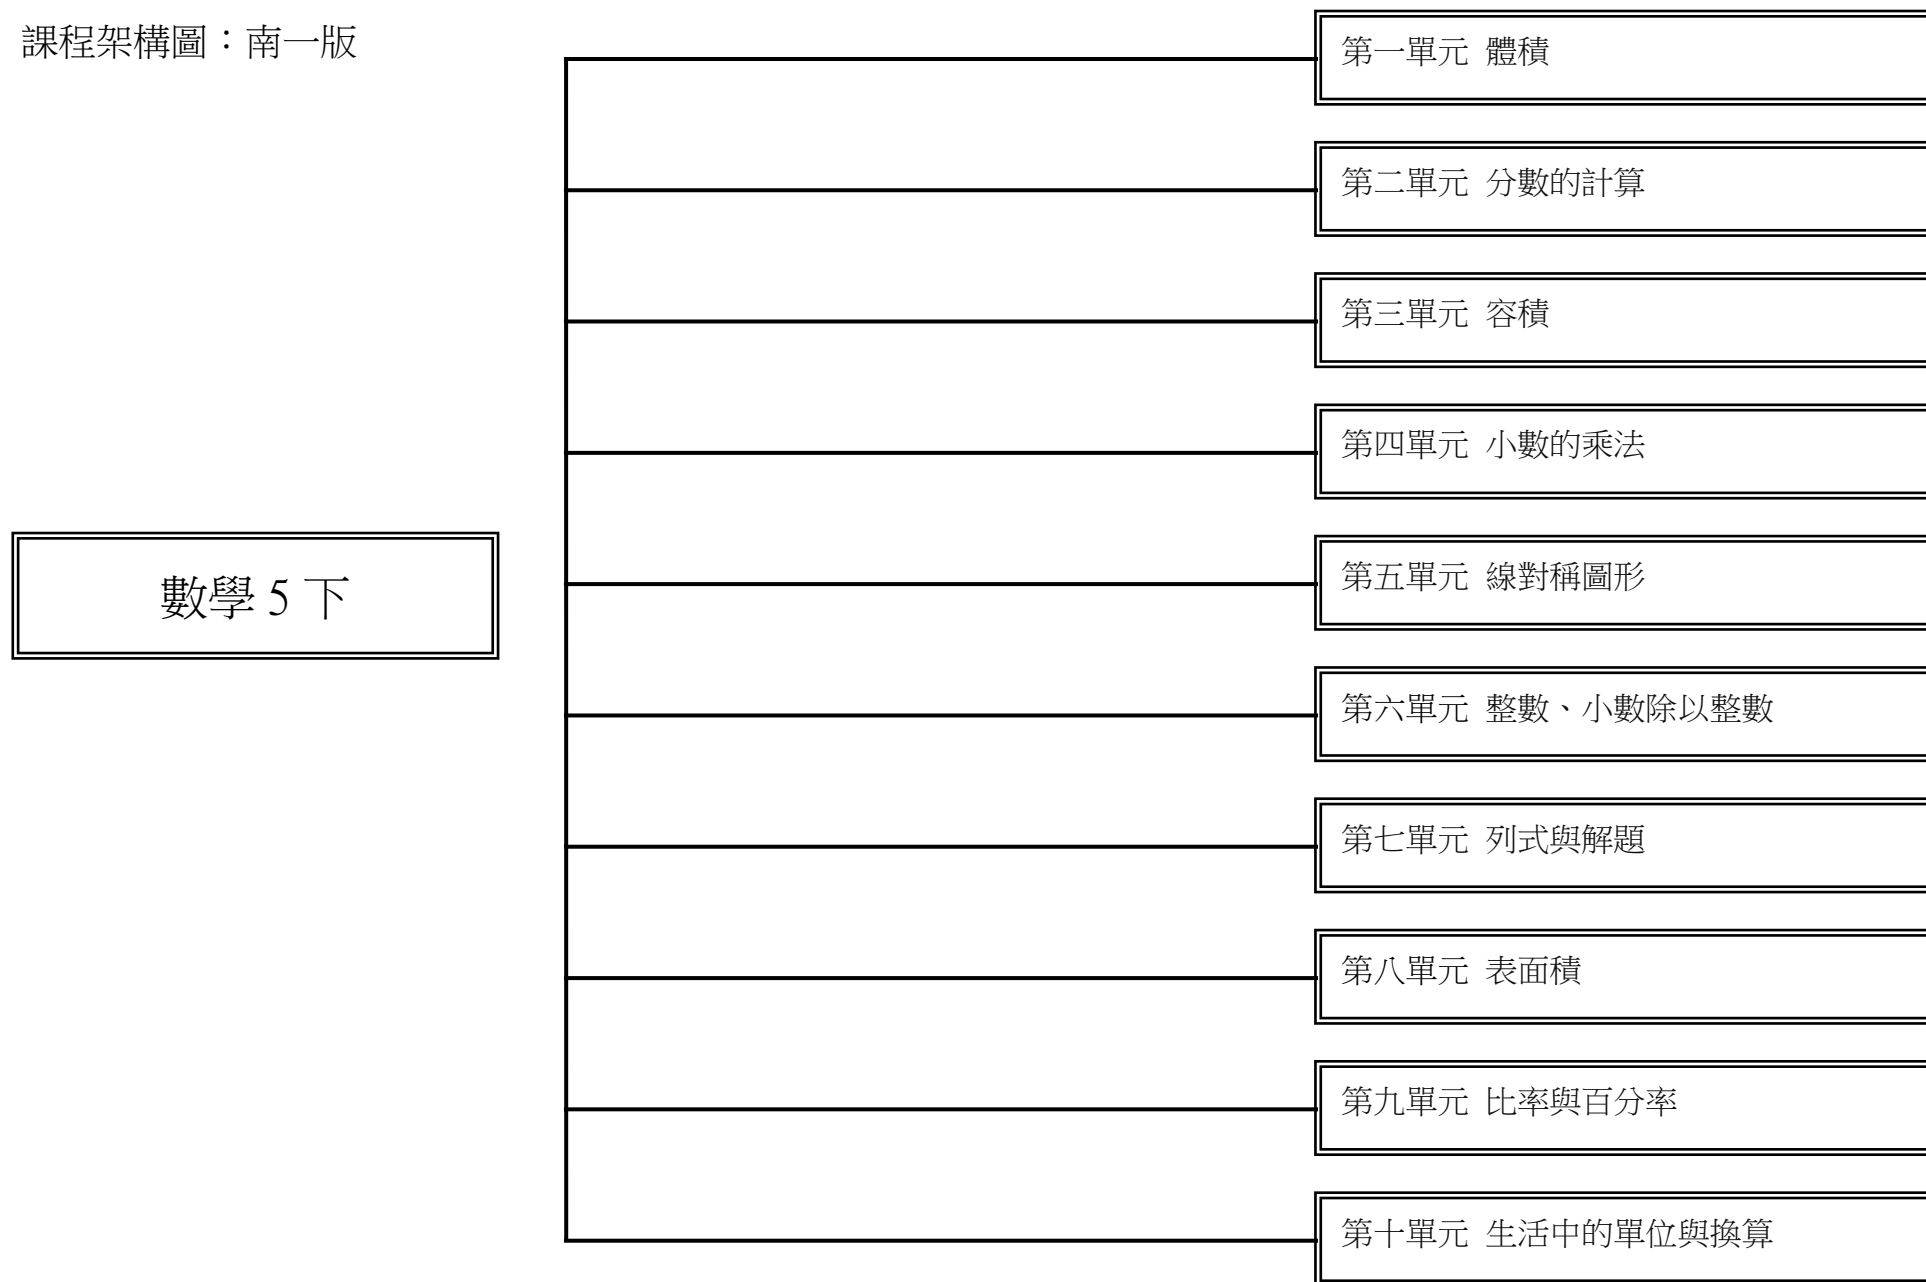 課程架構圖：南一版
第一單元 體積
第二單元 分數的計算
第三單元 容積
第四單元 小數的乘法
第五單元 線對稱圖形
數學 5 下
第六單元 整數、小數除以整數
第七單元 列式與解題
第八單元 表面積
第九單元 比率與百分率
第十單元 生活中的單位與換算